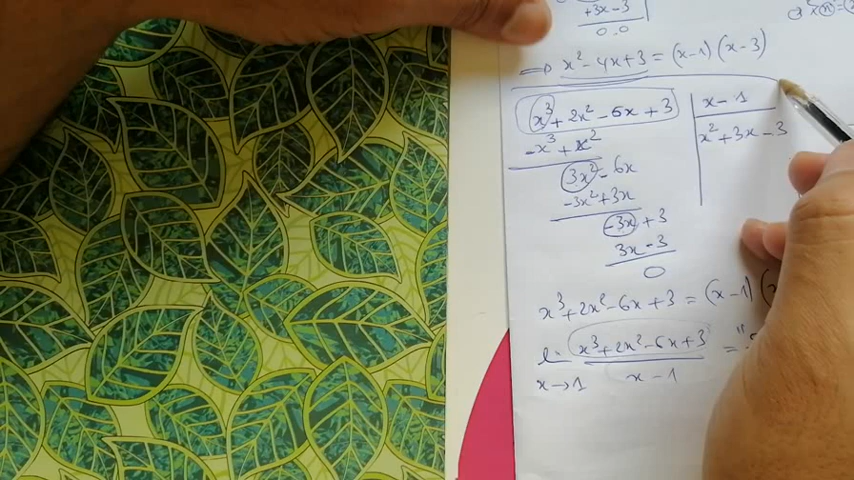 +3x-3
0.0
⇒ x² - 4x + 3 = (x-1)(x-3)
x³ + 2x² - 6x + 3 | x - 1
-x³ + x² | x² + 3x - 3
3x² - 6x
-3x² + 3x
-3x + 3
3x - 3
0
x³ + 2x² - 6x + 3 = (x-1)(
x³ + 2x² - 6x + 3 = "
x→1 x - 1